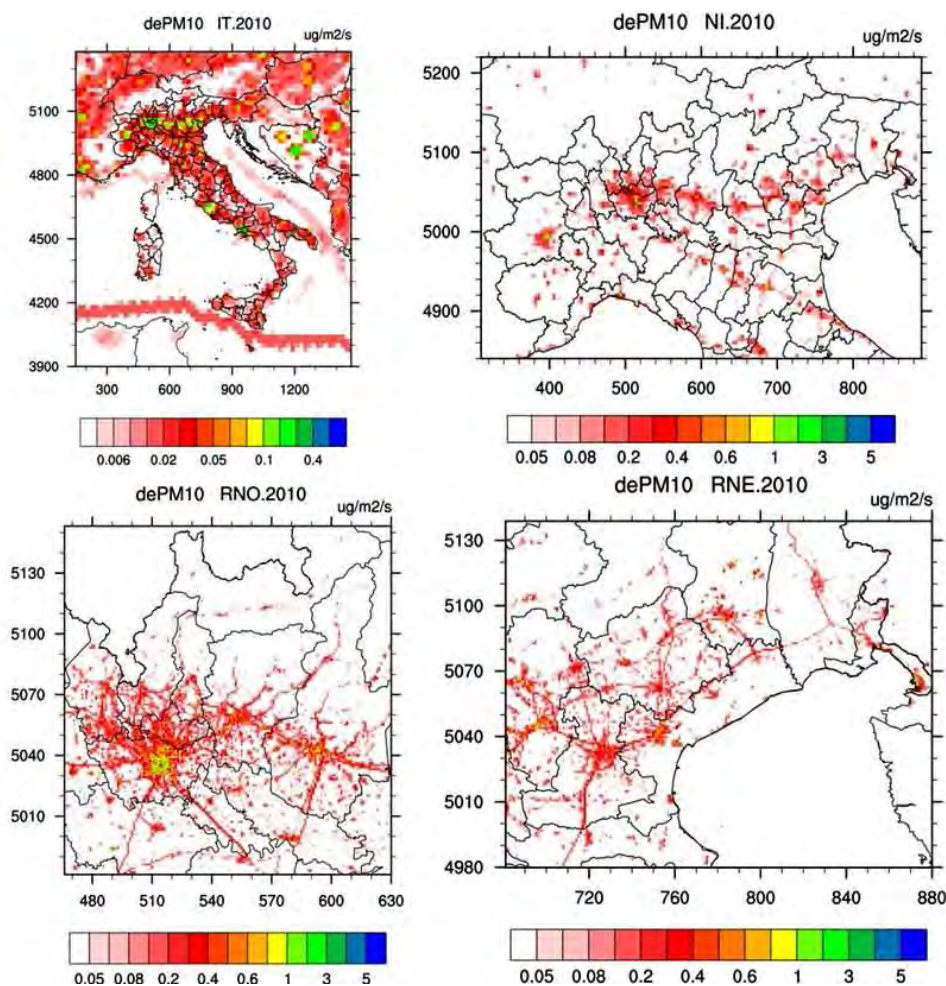 dePM10 IT.2010
ug/m2/s
5100
4800
4500
4200
3900
300 600 900 1200
0.006 0.02 0.05 0.1 0.4
dePM10 NI.2010
ug/m2/s
5200
5100
5000
4900
400 500 600 700 800
0.05 0.08 0.2 0.4 0.6 1 3 5
dePM10 RNO.2010
ug/m2/s
5130
5100
5070
5040
5010
480 510 540 570 600 630
0.05 0.08 0.2 0.4 0.6 1 3 5
dePM10 RNE.2010
ug/m2/s
5130
5100
5070
5040
5010
4980
720 760 800 840 880
0.05 0.08 0.2 0.4 0.6 1 3 5